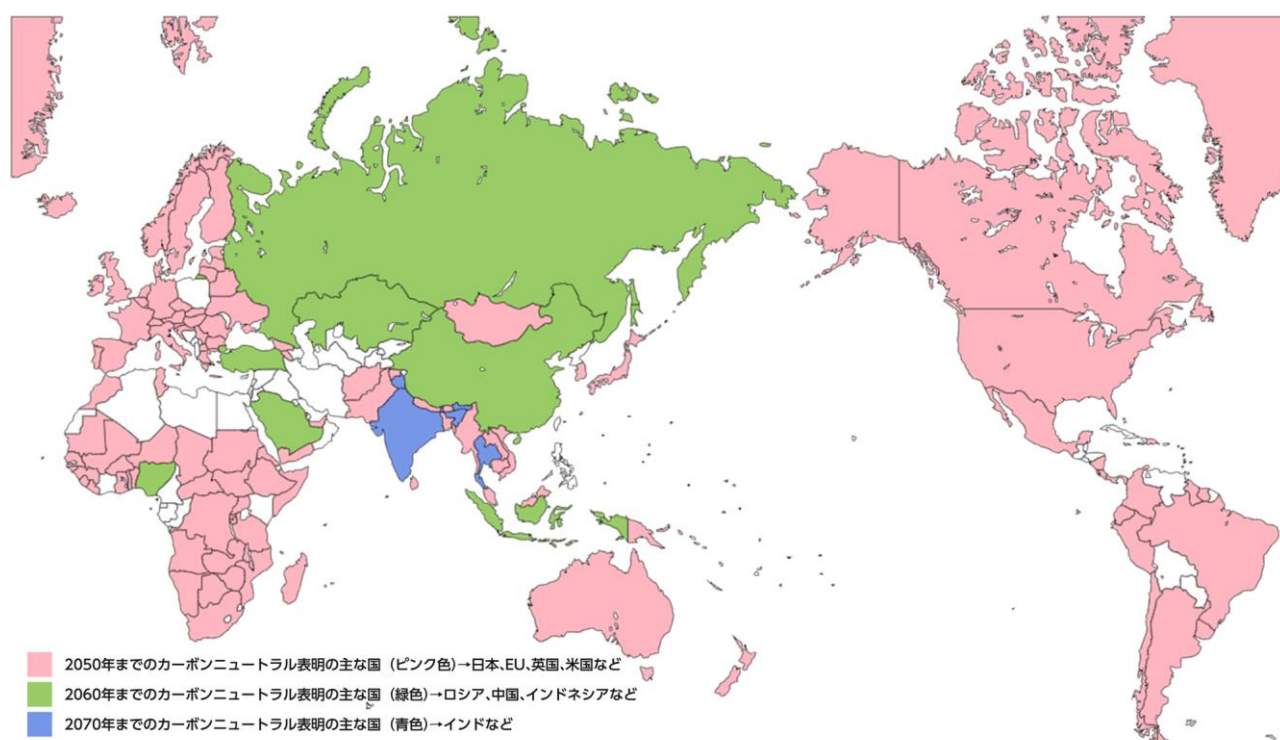 2050年までのカーボンニュートラル表明の主な国（ピンク色）→日本、EU、英国、米国など
2060年までのカーボンニュートラル表明の主な国（緑色）→ロシア、中国、インドネシアなど
2070年までのカーボンニュートラル表明の主な国（青色）→インドなど